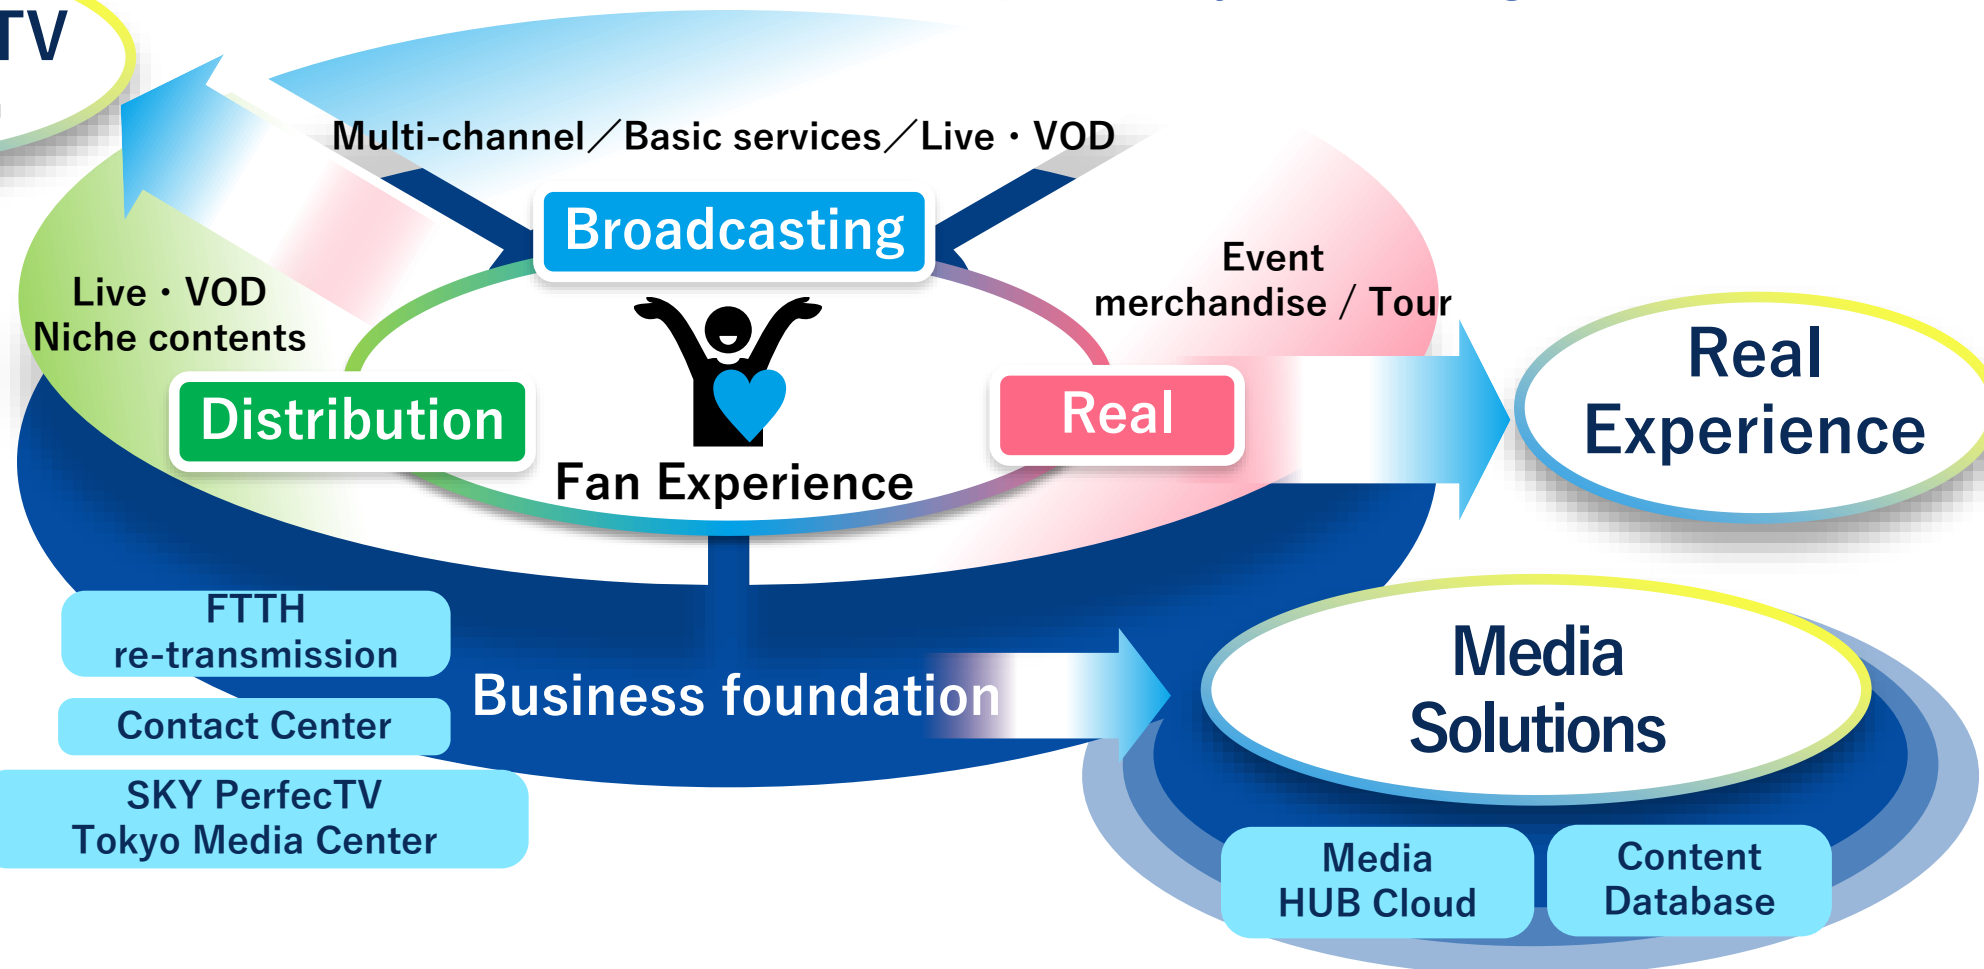 TV
Multi-channel／Basic services／Live・VOD
Broadcasting
Live・VOD
Niche contents
Event
merchandise / Tour
Distribution
Real
Fan Experience
Real
Experience
FTTH
re-transmission
Contact Center
SKY PerfecTV
Tokyo Media Center
Business foundation
Media
Solutions
Media
HUB Cloud
Content
Database